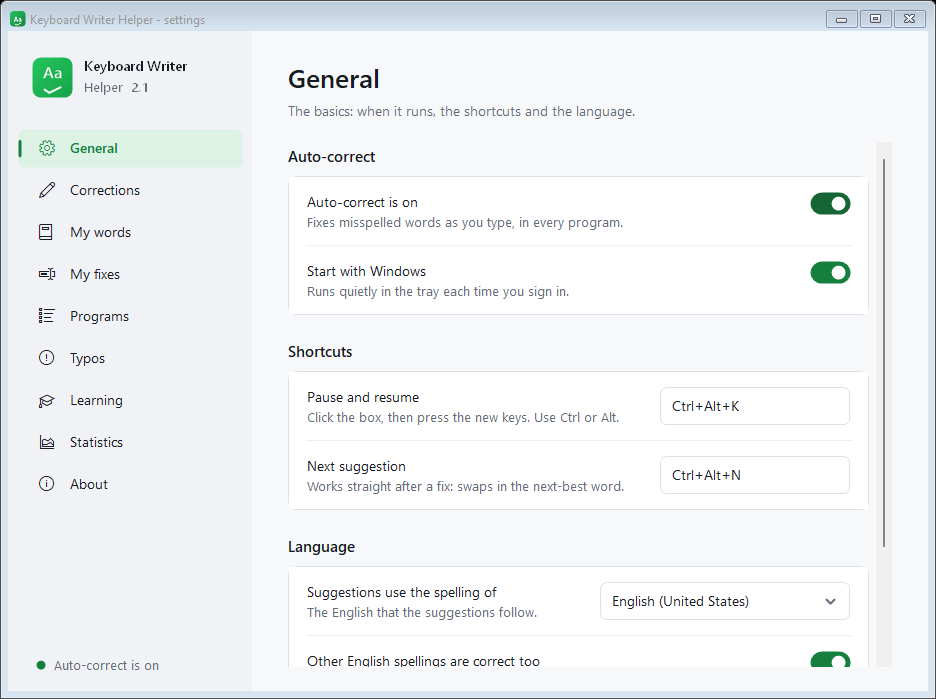 Keyboard Writer Helper - settings
Aa
Keyboard Writer
Helper 2.1
General
Corrections
My words
My fixes
Programs
Typos
Learning
Statistics
About
Auto-correct is on
General
The basics: when it runs, the shortcuts and the language.
Auto-correct
Auto-correct is on
Fixes misspelled words as you type, in every program.
Start with Windows
Runs quietly in the tray each time you sign in.
Shortcuts
Pause and resume
Click the box, then press the new keys. Use Ctrl or Alt.
Ctrl+Alt+K
Next suggestion
Works straight after a fix: swaps in the next-best word.
Ctrl+Alt+N
Language
Suggestions use the spelling of
The English that the suggestions follow.
English (United States)
Other English spellings are correct too